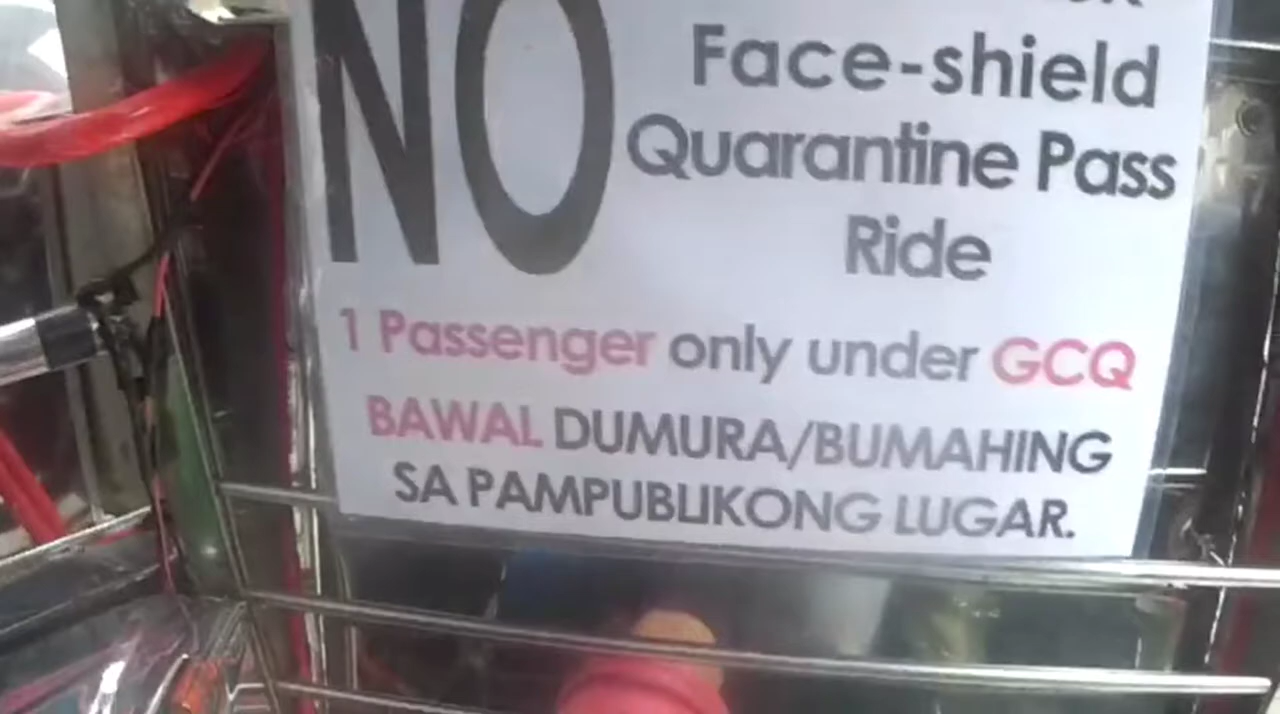 NO
Face-shield
Quarantine Pass
Ride
1 Passenger only under GCQ
BAWAL DUMURA/BUMAHING
SA PAMPUBLIKONG LUGAR.